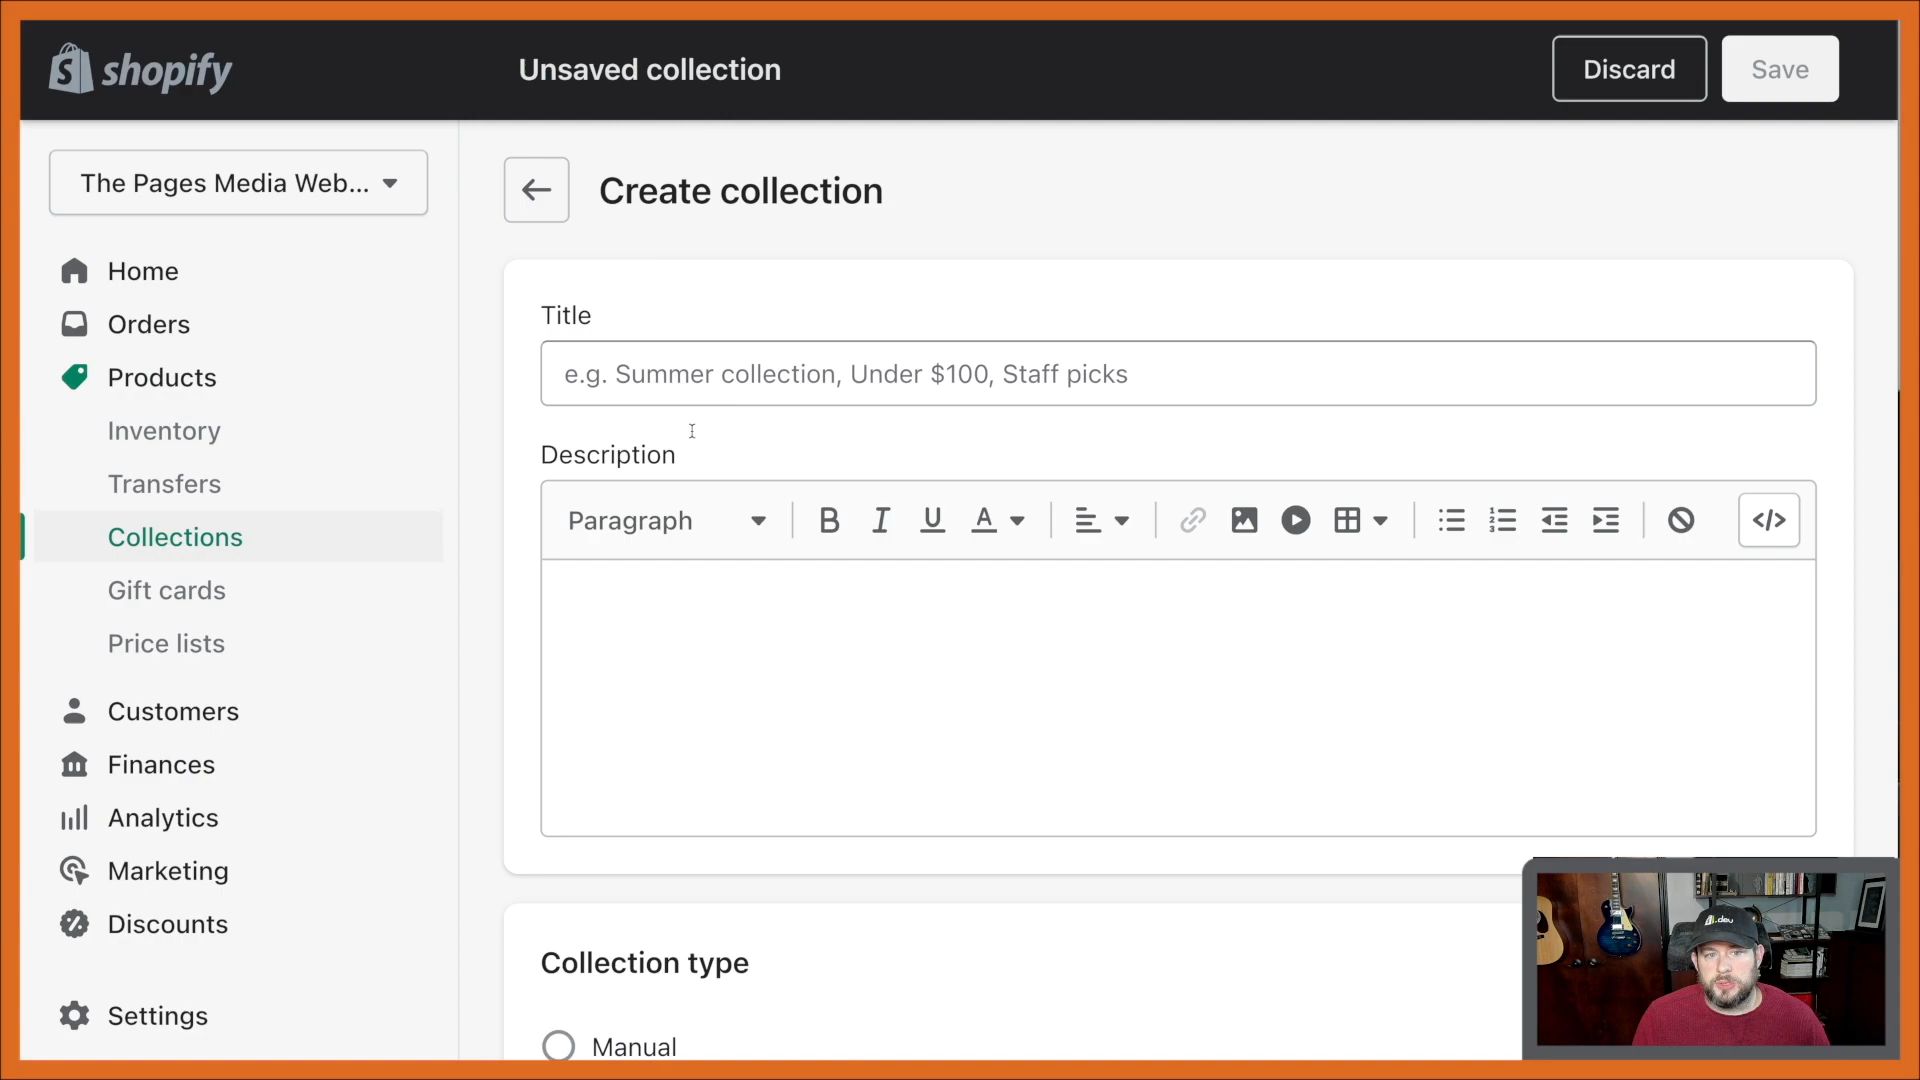 shopify
Unsaved collection
Discard
Save
The Pages Media Web...
Create collection
Home
Orders
Products
Inventory
Transfers
Collections
Gift cards
Price lists
Customers
Finances
Analytics
Marketing
Discounts
Settings
Title
e.g. Summer collection, Under $100, Staff picks
Description
Paragraph
B I U A
</>
Collection type
Manual
.dev